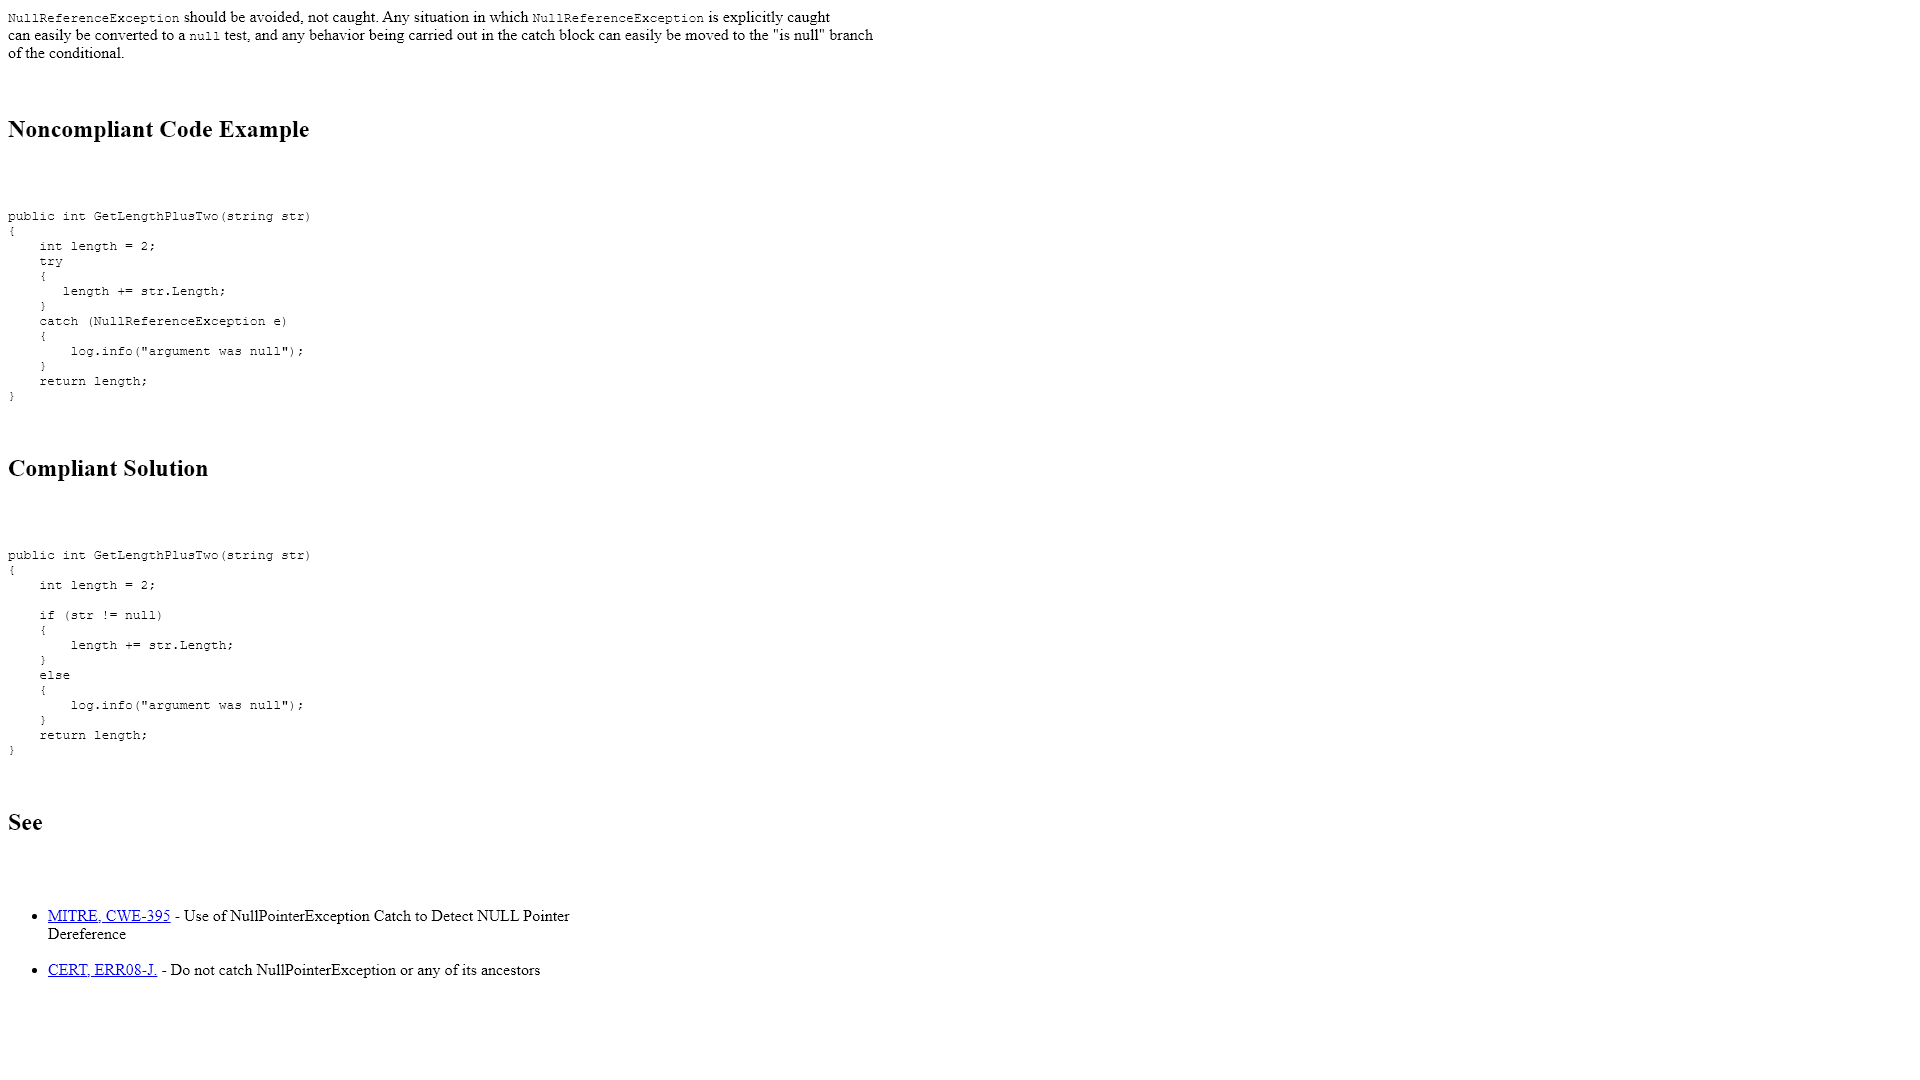 NullReferenceException should be avoided, not caught. Any situation in which NullReferenceException is explicitly caught
can easily be converted to a null test, and any behavior being carried out in the catch block can easily be moved to the "is null" branch
of the conditional.
Noncompliant Code Example
public int GetLengthPlusTwo(string str)
{
    int length = 2;
    try
    {
       length += str.Length;
    }
    catch (NullReferenceException e)
    {
        log.info("argument was null");
    }
    return length;
}
Compliant Solution
public int GetLengthPlusTwo(string str)
{
    int length = 2;
    if (str != null)
    {
        length += str.Length;
    }
    else
    {
        log.info("argument was null");
    }
    return length;
}
See
• MITRE, CWE-395 - Use of NullPointerException Catch to Detect NULL Pointer
Dereference
• CERT, ERR08-J. - Do not catch NullPointerException or any of its ancestors